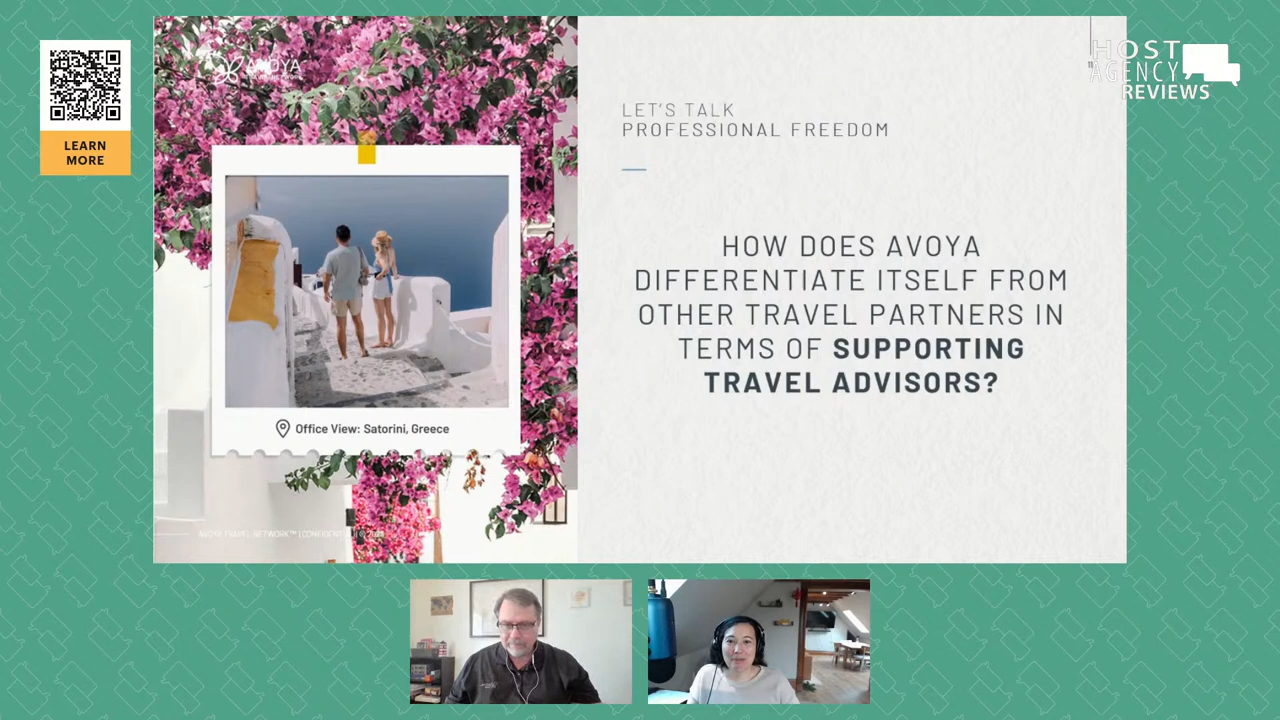 LEARN
MORE
AVOYA
LET'S TALK
PROFESSIONAL FREEDOM
HOW DOES AVOYA
DIFFERENTIATE ITSELF FROM
OTHER TRAVEL PARTNERS IN
TERMS OF SUPPORTING
TRAVEL ADVISORS?
Office View: Satorini, Greece
HOST
AGENCY
REVIEWS